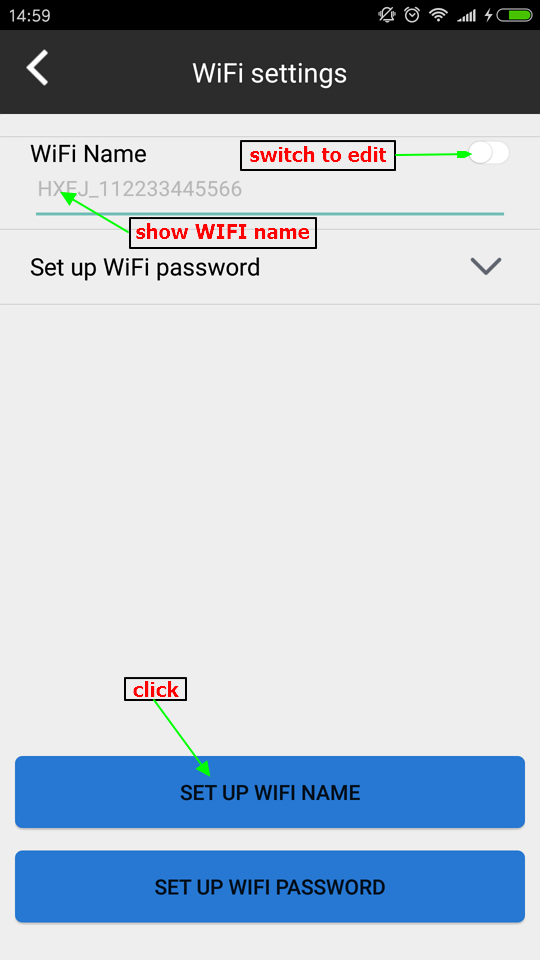 14:59
WiFi settings
WiFi Name
switch to edit
HXEJ_112233445566
show WIFI name
Set up WiFi password
click
SET UP WIFI NAME
SET UP WIFI PASSWORD